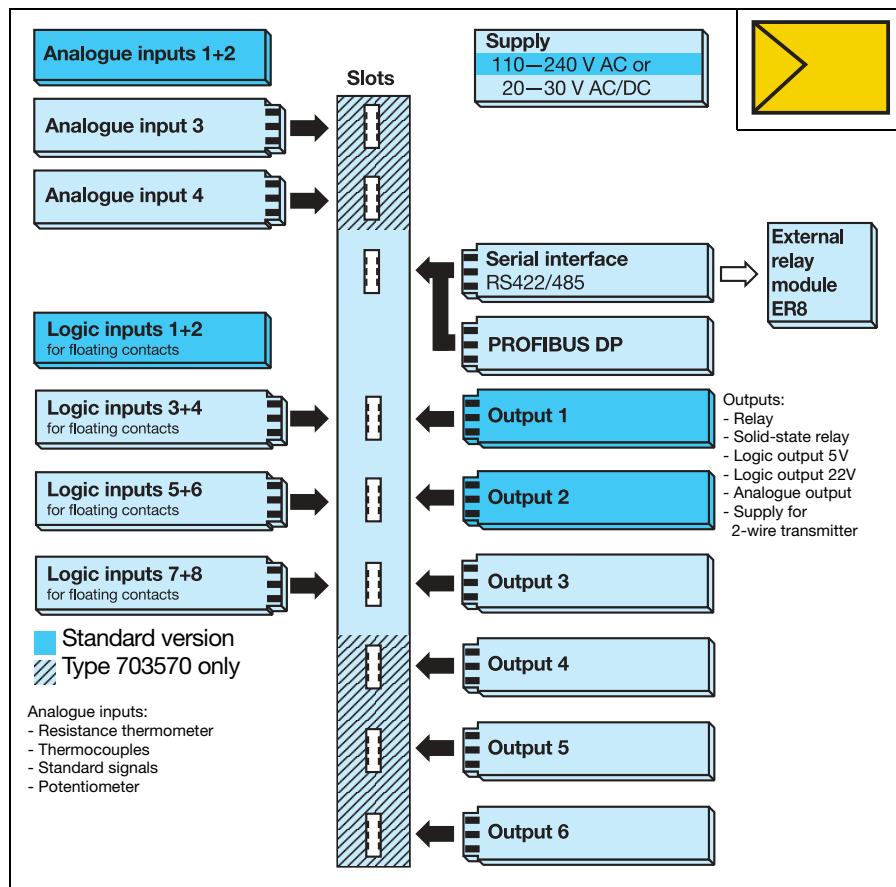 Analogue inputs 1+2
Analogue input 3
Analogue input 4
Logic inputs 1+2
for floating contacts
Logic inputs 3+4
for floating contacts
Logic inputs 5+6
for floating contacts
Logic inputs 7+8
for floating contacts
Standard version
Type 703570 only
Analogue inputs:
- Resistance thermometer
- Thermocouples
- Standard signals
- Potentiometer
Slots
Supply
110—240 V AC or
20—30 V AC/DC
Serial interface
RS422/485
PROFIBUS DP
External
relay
module
ER8
Output 1
Output 2
Output 3
Output 4
Output 5
Output 6
Outputs:
- Relay
- Solid-state relay
- Logic output 5V
- Logic output 22V
- Analogue output
- Supply for
2-wire transmitter